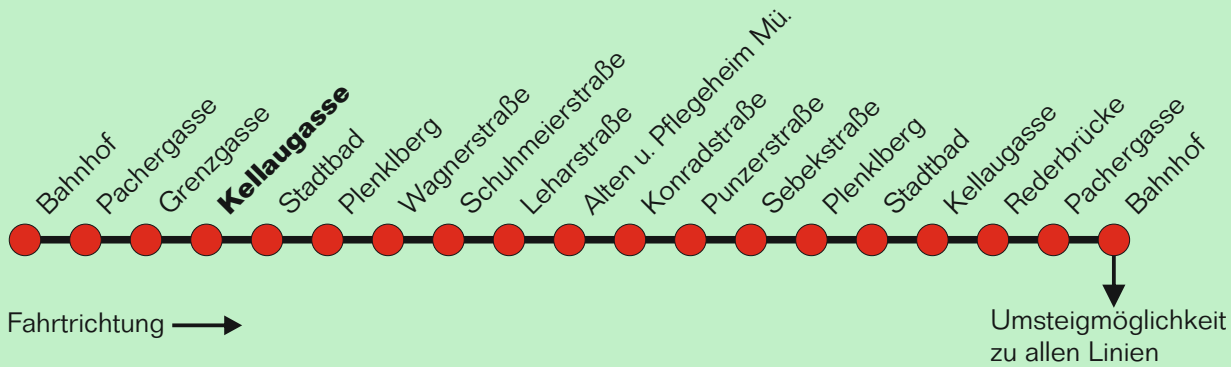 Bahnhof
Pachergasse
Grenzgasse
Kellaugasse
Stadtbad
Plenklberg
Wagnerstraße
Schuhmeierstraße
Leharstraße
Alten u. Pflegeheim Mü.
Konradstraße
Punzerstraße
Sebekstraße
Plenklberg
Stadtbad
Kellaugasse
Rederbrücke
Pachergasse
Bahnhof
Fahrtrichtung
Umsteigmöglichkeit
zu allen Linien